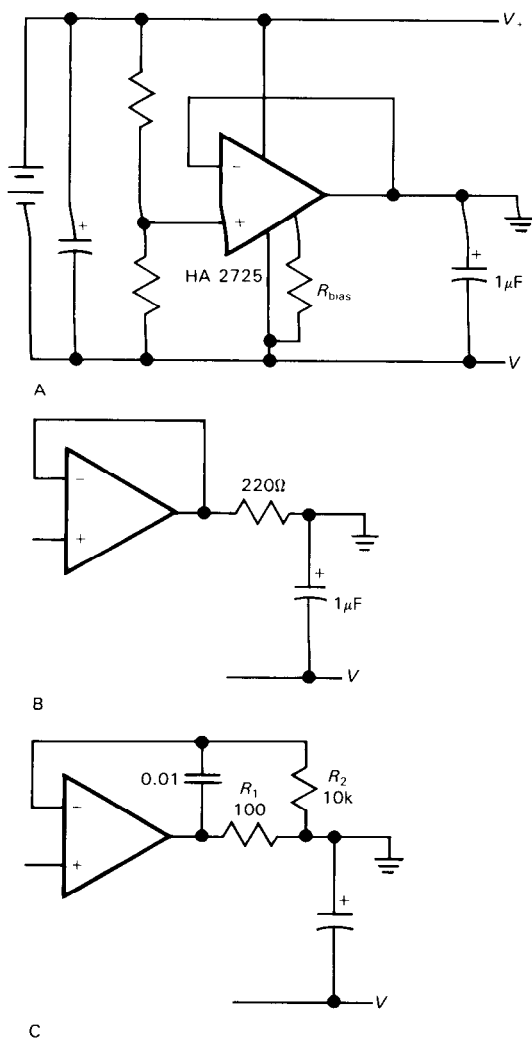 V+
−
+
+
+
HA 2725
Rbias
1μF
V
A
−
+
220Ω
+
1μF
V
B
−
+
0.01
R1
100
R2
10k
+
V
C